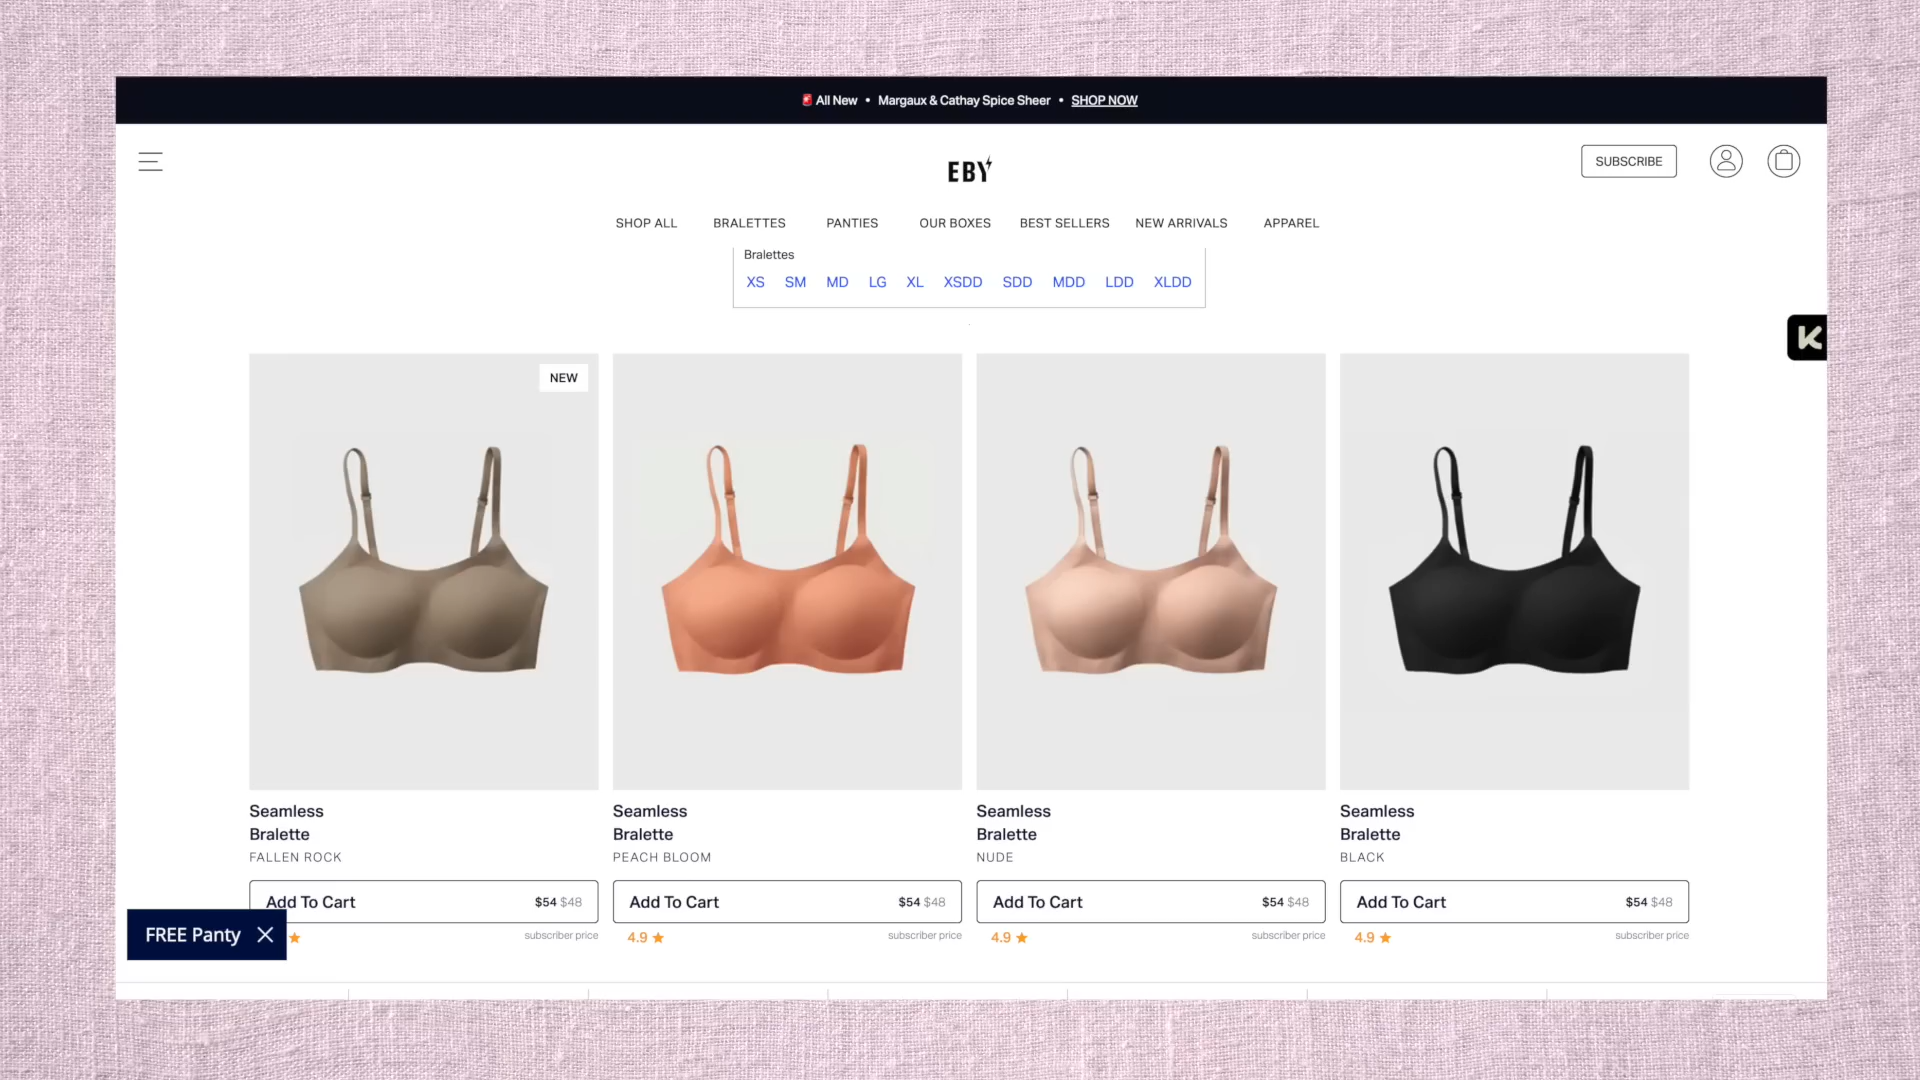 All New • Margaux & Cathay Spice Sheer • SHOP NOW
EBY
SUBSCRIBE
SHOP ALL BRALETTES PANTIES OUR BOXES BEST SELLERS NEW ARRIVALS APPAREL
Bralettes
XS SM MD LG XL XSDD SDD MDD LDD XLDD
K
NEW
Seamless
Bralette
FALLEN ROCK
Add To Cart $54 $48
subscriber price
Seamless
Bralette
PEACH BLOOM
Add To Cart $54 $48
4.9 ★ subscriber price
Seamless
Bralette
NUDE
Add To Cart $54 $48
4.9 ★ subscriber price
Seamless
Bralette
BLACK
Add To Cart $54 $48
4.9 ★ subscriber price
FREE Panty